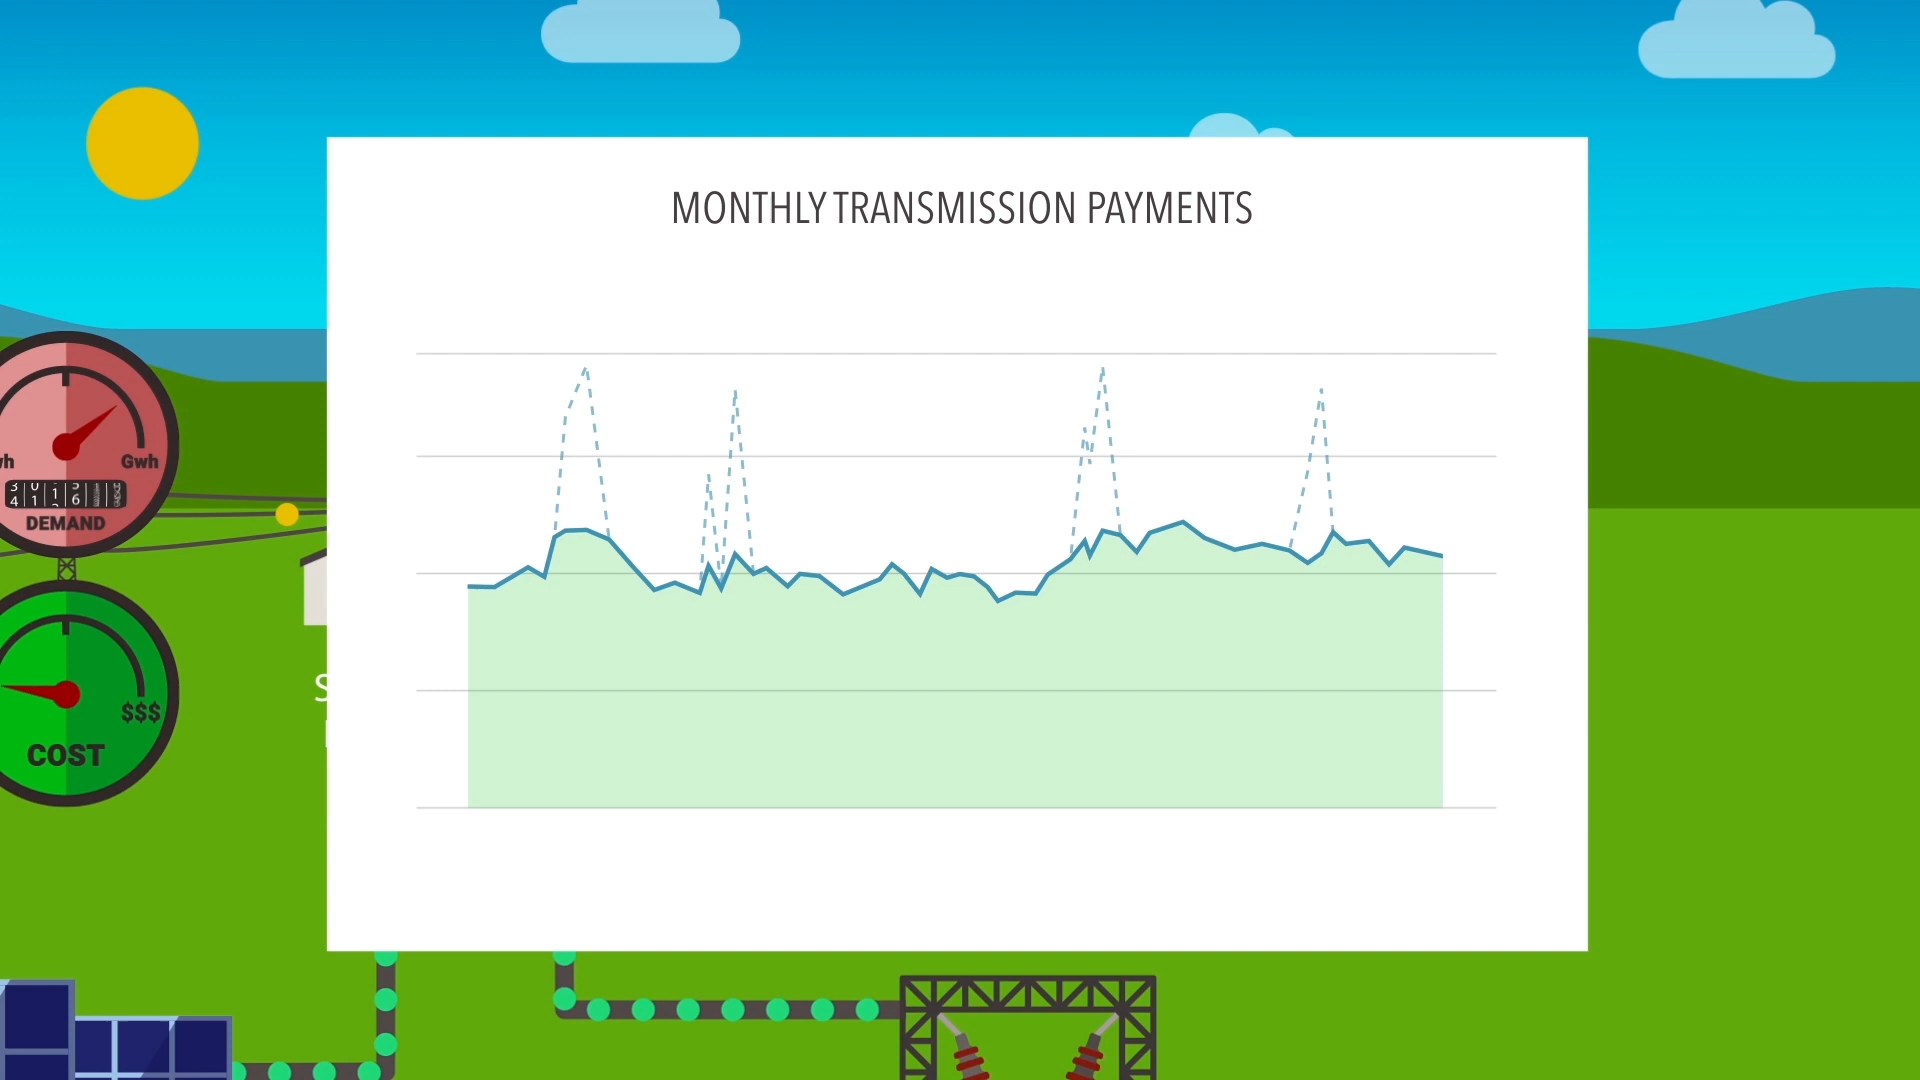 MONTHLY TRANSMISSION PAYMENTS
Gwh
DEMAND
$$$
COST